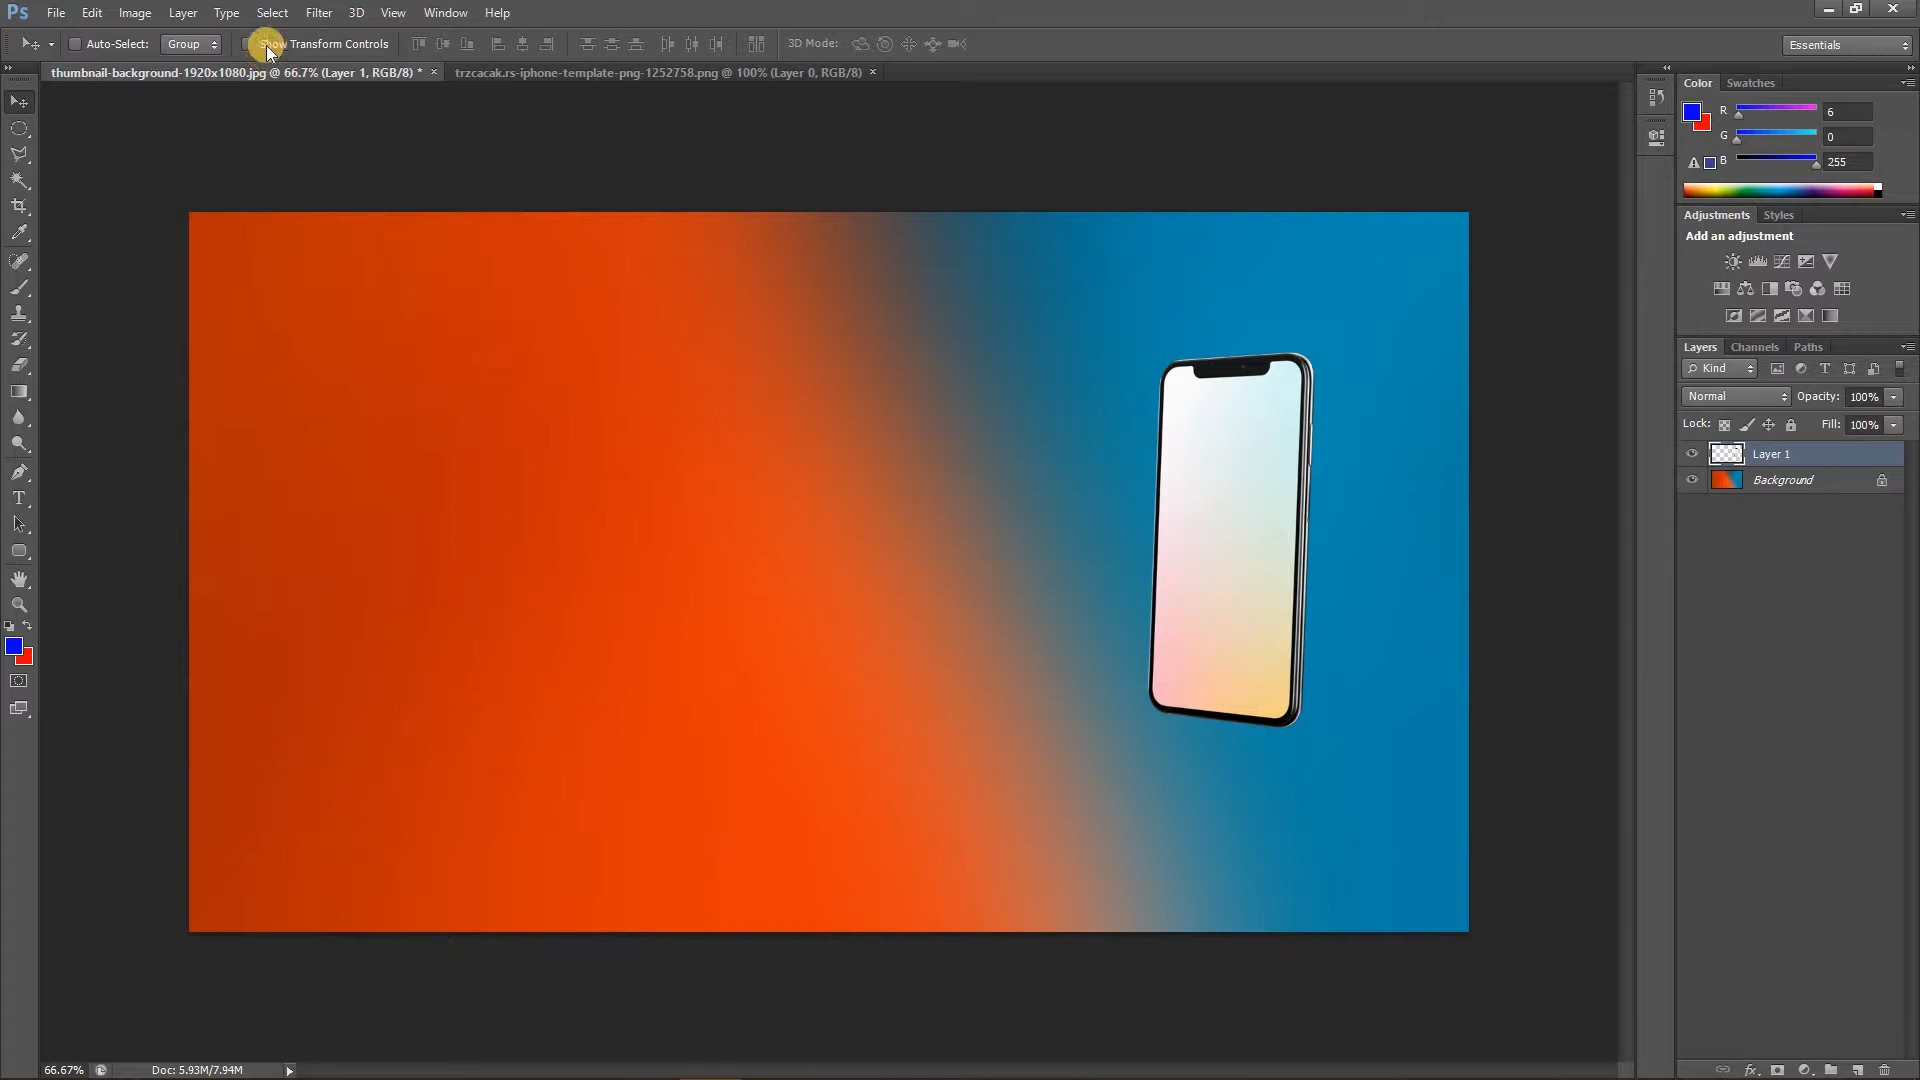 Ps File Edit Image Layer Type Select Filter 3D View Window Help
Auto-Select: Group Show Transform Controls 3D Mode: Essentials
thumbnail-background-1920x1080.jpg @ 66.7% (Layer 1, RGB/8) * × trzcacak.rs-iphone-template-png-1252758.png @ 100% (Layer 0, RGB/8) ×
Color Swatches
R 6
G 0
B 255
Adjustments Styles
Add an adjustment
Layers Channels Paths
Kind
Normal Opacity: 100%
Lock: Fill: 100%
Layer 1
Background
66.67% Doc: 5.93M/7.94M